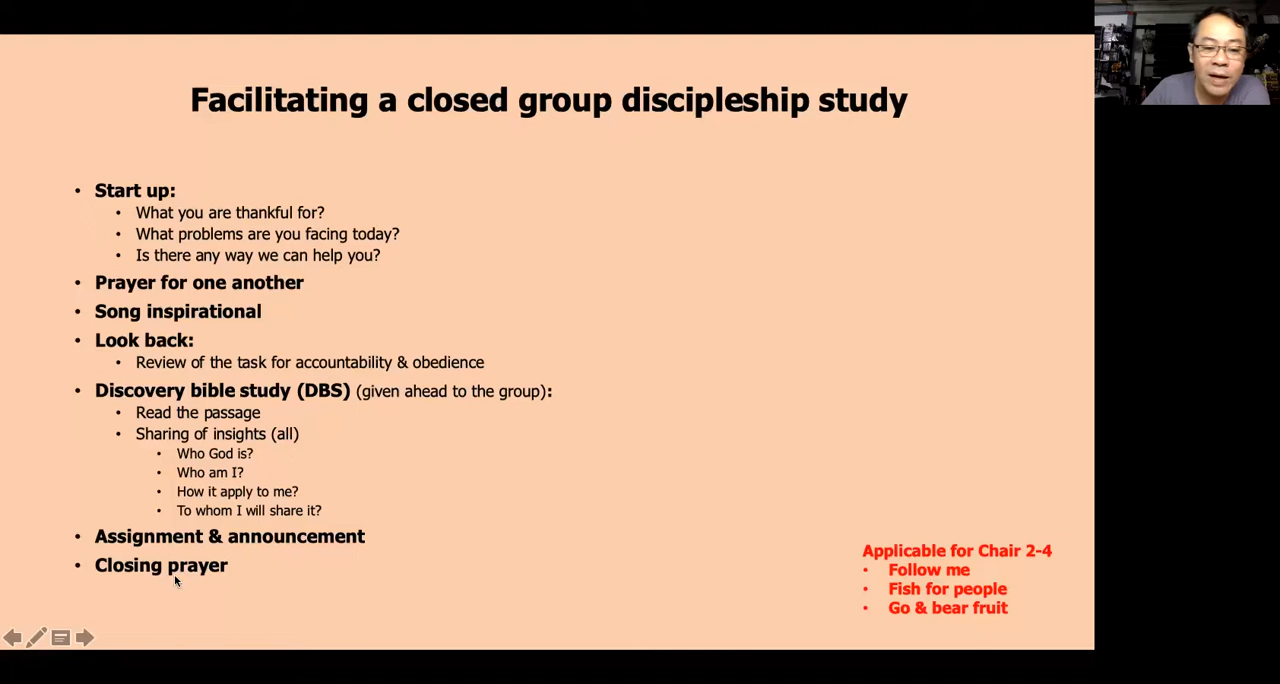 Facilitating a closed group discipleship study
• Start up:
• What you are thankful for?
• What problems are you facing today?
• Is there any way we can help you?
• Prayer for one another
• Song inspirational
• Look back:
• Review of the task for accountability & obedience
• Discovery bible study (DBS) (given ahead to the group):
• Read the passage
• Sharing of insights (all)
• Who God is?
• Who am I?
• How it apply to me?
• To whom I will share it?
• Assignment & announcement
• Closing prayer
Applicable for Chair 2-4
• Follow me
• Fish for people
• Go & bear fruit